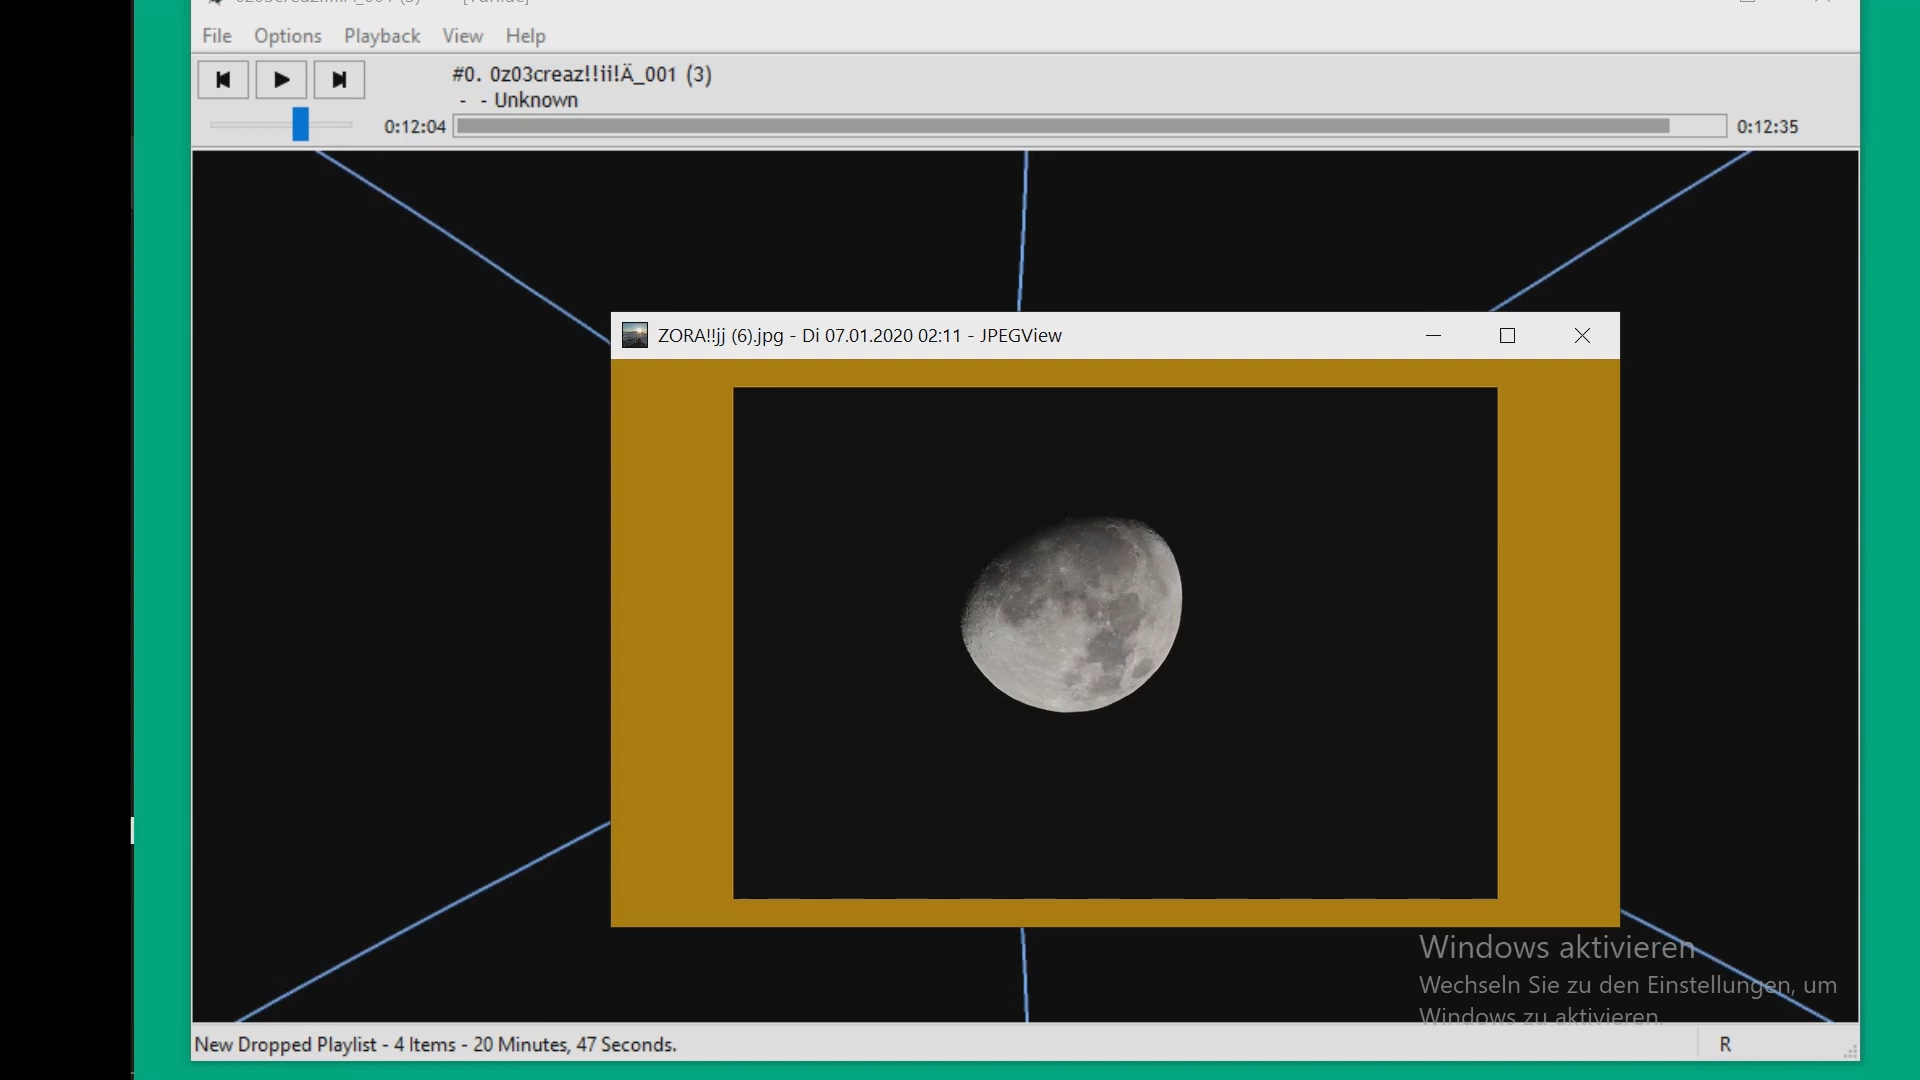 File Options Playback View Help
#0. 0z03creaz!!ii!Ä_001 (3)
- - Unknown
0:12:04
0:12:35
ZORA!!jj (6).jpg - Di 07.01.2020 02:11 - JPEGView
Windows aktivieren
Wechseln Sie zu den Einstellungen, um
Windows zu aktivieren.
New Dropped Playlist - 4 Items - 20 Minutes, 47 Seconds.
R